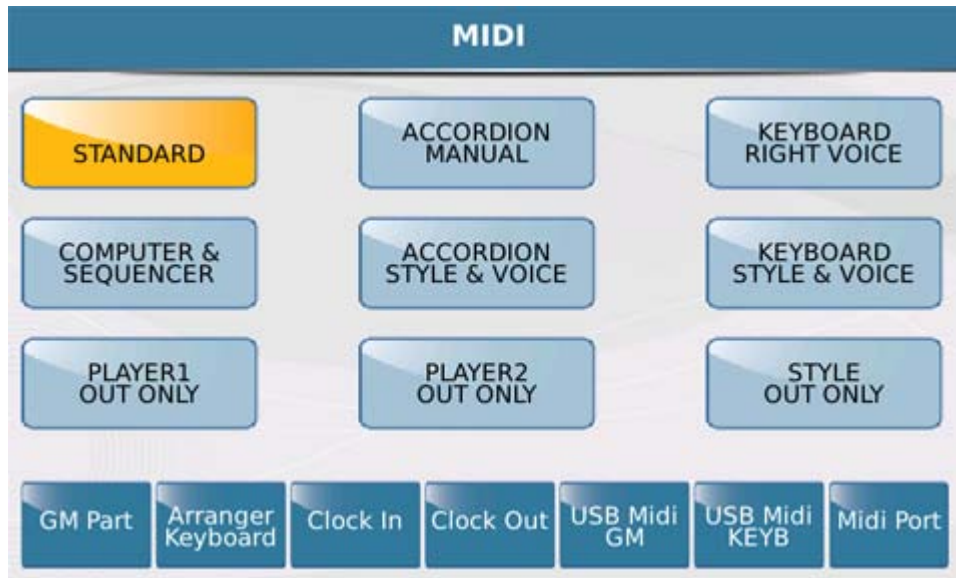 MIDI
STANDARD
ACCORDION
MANUAL
KEYBOARD
RIGHT VOICE
COMPUTER &
SEQUENCER
ACCORDION
STYLE & VOICE
KEYBOARD
STYLE & VOICE
PLAYER1
OUT ONLY
PLAYER2
OUT ONLY
STYLE
OUT ONLY
GM Part
Arranger
Keyboard
Clock In
Clock Out
USB Midi
GM
USB Midi
KEYB
Midi Port